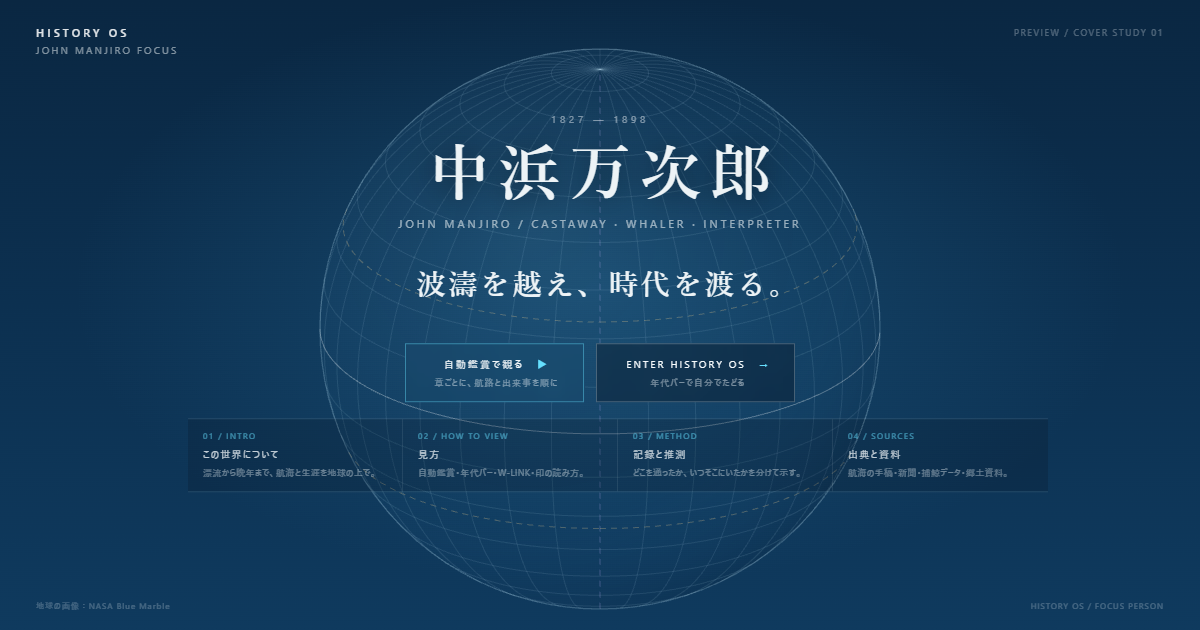 HISTORY OS
JOHN MANJIRO FOCUS
PREVIEW / COVER STUDY 01
1827 — 1898
中浜万次郎
JOHN MANJIRO / CASTAWAY · WHALER · INTERPRETER
波濤を越え、時代を渡る。
自動鑑賞で観る ▶
章ごとに、航路と出来事を順に
ENTER HISTORY OS →
年代バーで自分でたどる
01 / INTRO
この世界について
漂流から晩年まで、航海と生涯を地球の上で。
02 / HOW TO VIEW
見方
自動鑑賞・年代バー・W-LINK・印の読み方。
03 / METHOD
記録と推測
どこを通ったか、いつそこにいたかを分けて示す。
04 / SOURCES
出典と資料
航海の手稿・新聞・捕鯨データ・郷土資料。
地球の画像：NASA Blue Marble
HISTORY OS / FOCUS PERSON